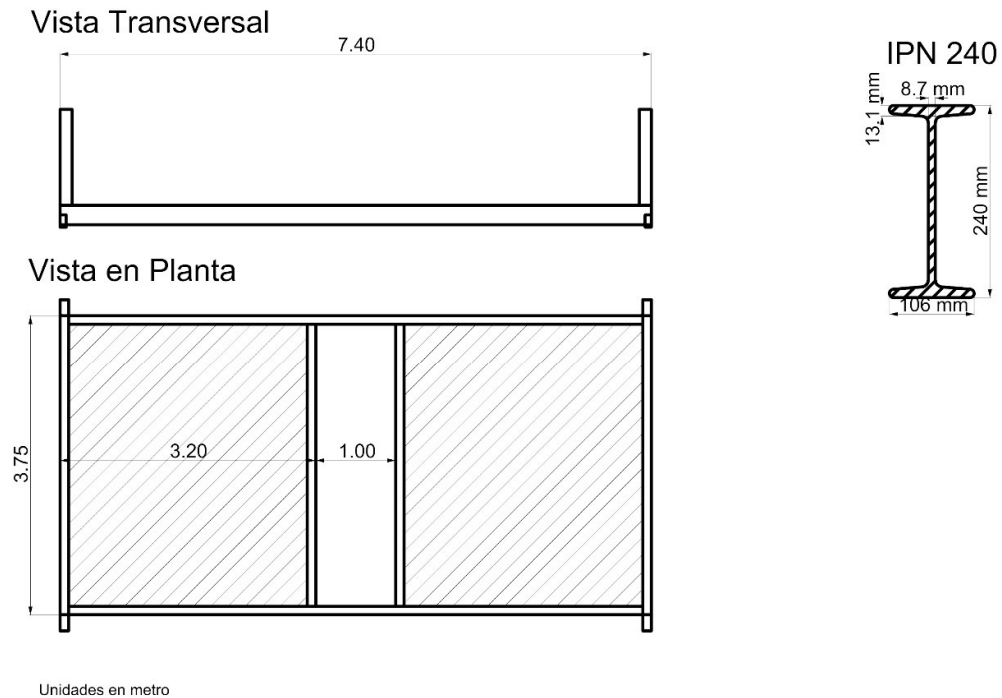 Vista Transversal
7.40
IPN 240
8.7 mm
13.1 mm
240 mm
106 mm
Vista en Planta
3.75
3.20
1.00
Unidades en metro